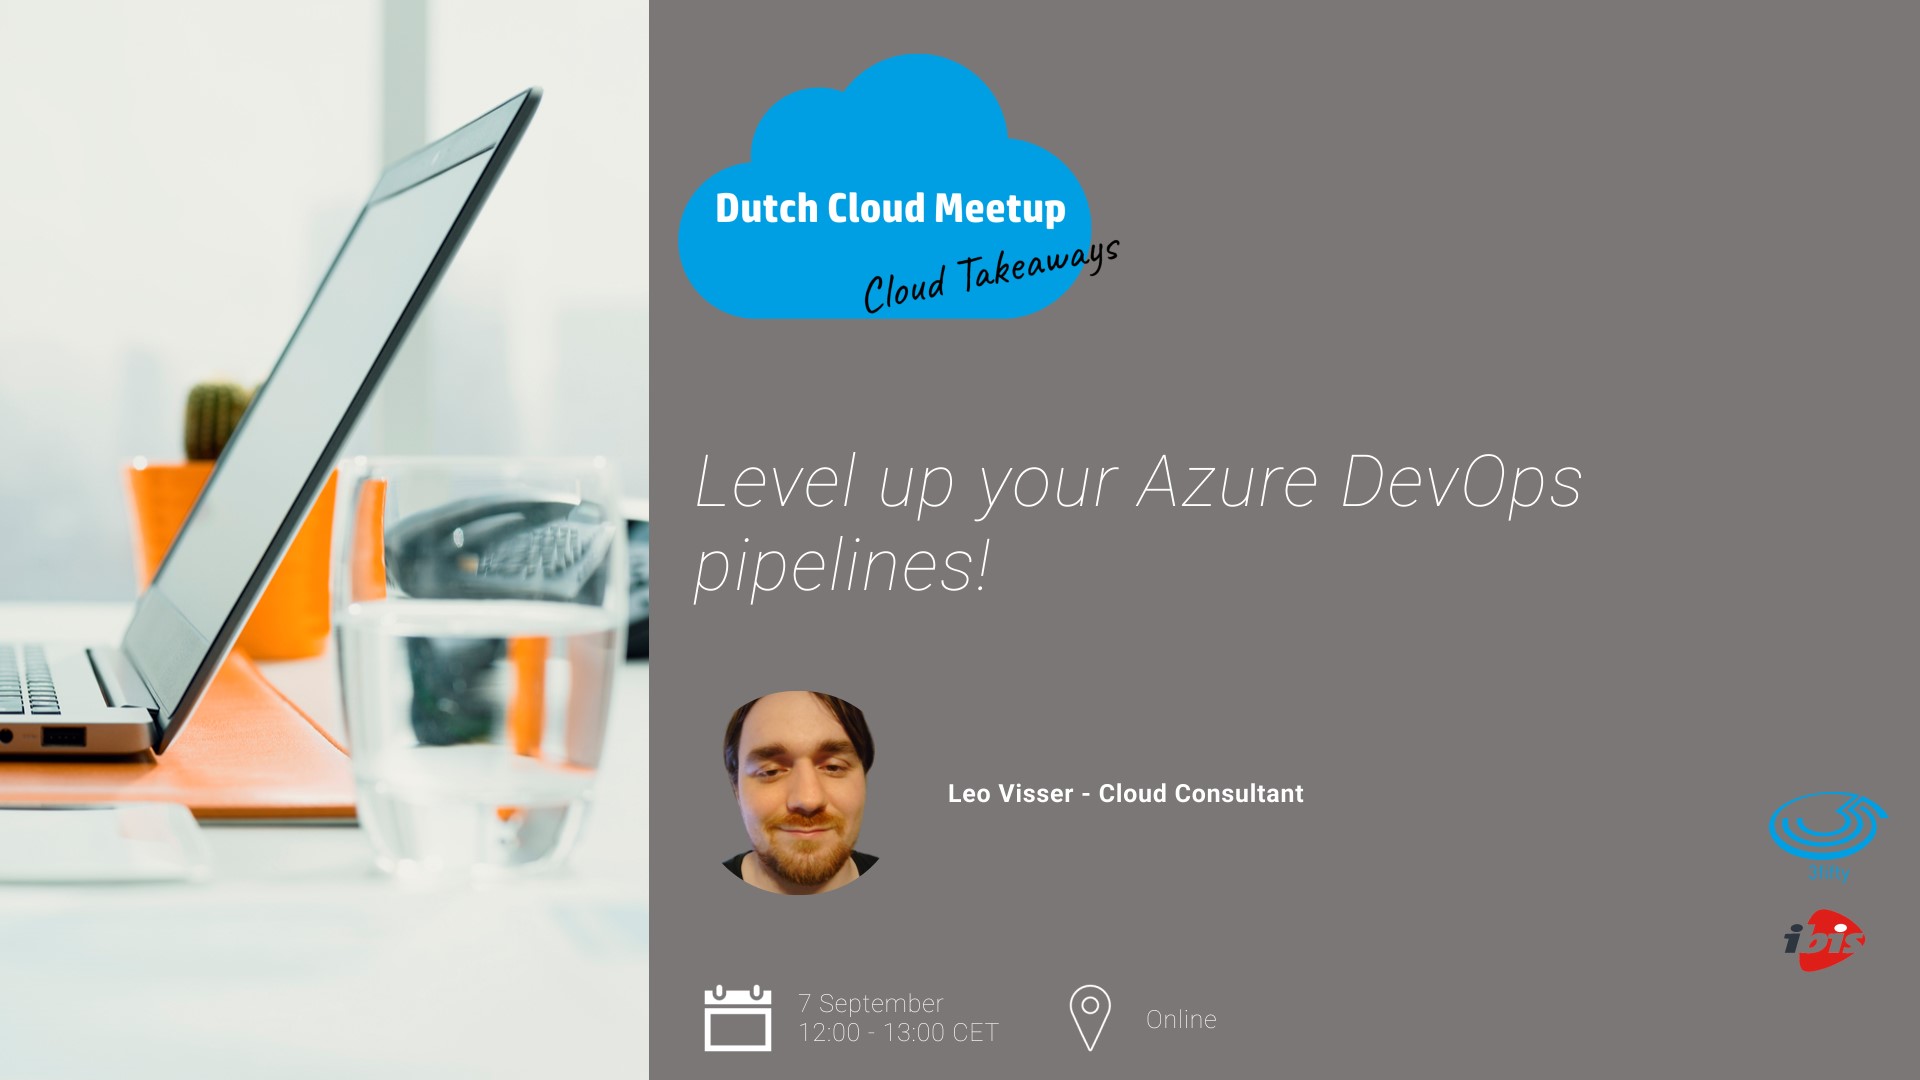 Dutch Cloud Meetup
Cloud Takeaways
Level up your Azure DevOps
pipelines!
Leo Visser - Cloud Consultant
3fifty
ibis
7 September
12:00 - 13:00 CET
Online